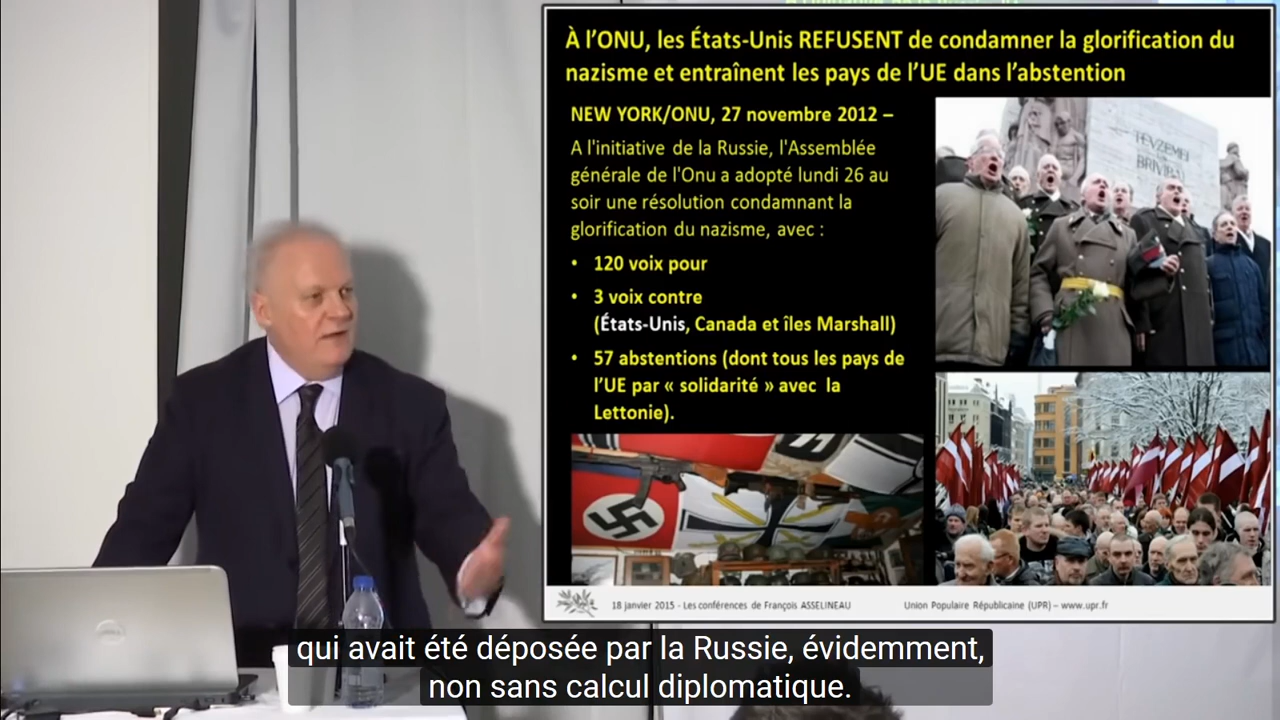 À l'ONU, les États-Unis REFUSENT de condamner la glorification du
nazisme et entraînent les pays de l'UE dans l'abstention
NEW YORK/ONU, 27 novembre 2012 –
A l'initiative de la Russie, l'Assemblée
générale de l'Onu a adopté lundi 26 au
soir une résolution condamnant la
glorification du nazisme, avec :
• 120 voix pour
• 3 voix contre
(États-Unis, Canada et îles Marshall)
• 57 abstentions (dont tous les pays de
l'UE par « solidarité » avec la
Lettonie).
TĒVZEMEI
BRĪVĪBAI
18 janvier 2015 - Les conférences de François ASSELINEAU
Union Populaire Républicaine (UPR) – www.upr.fr
DELL
qui avait été déposée par la Russie, évidemment,
non sans calcul diplomatique.